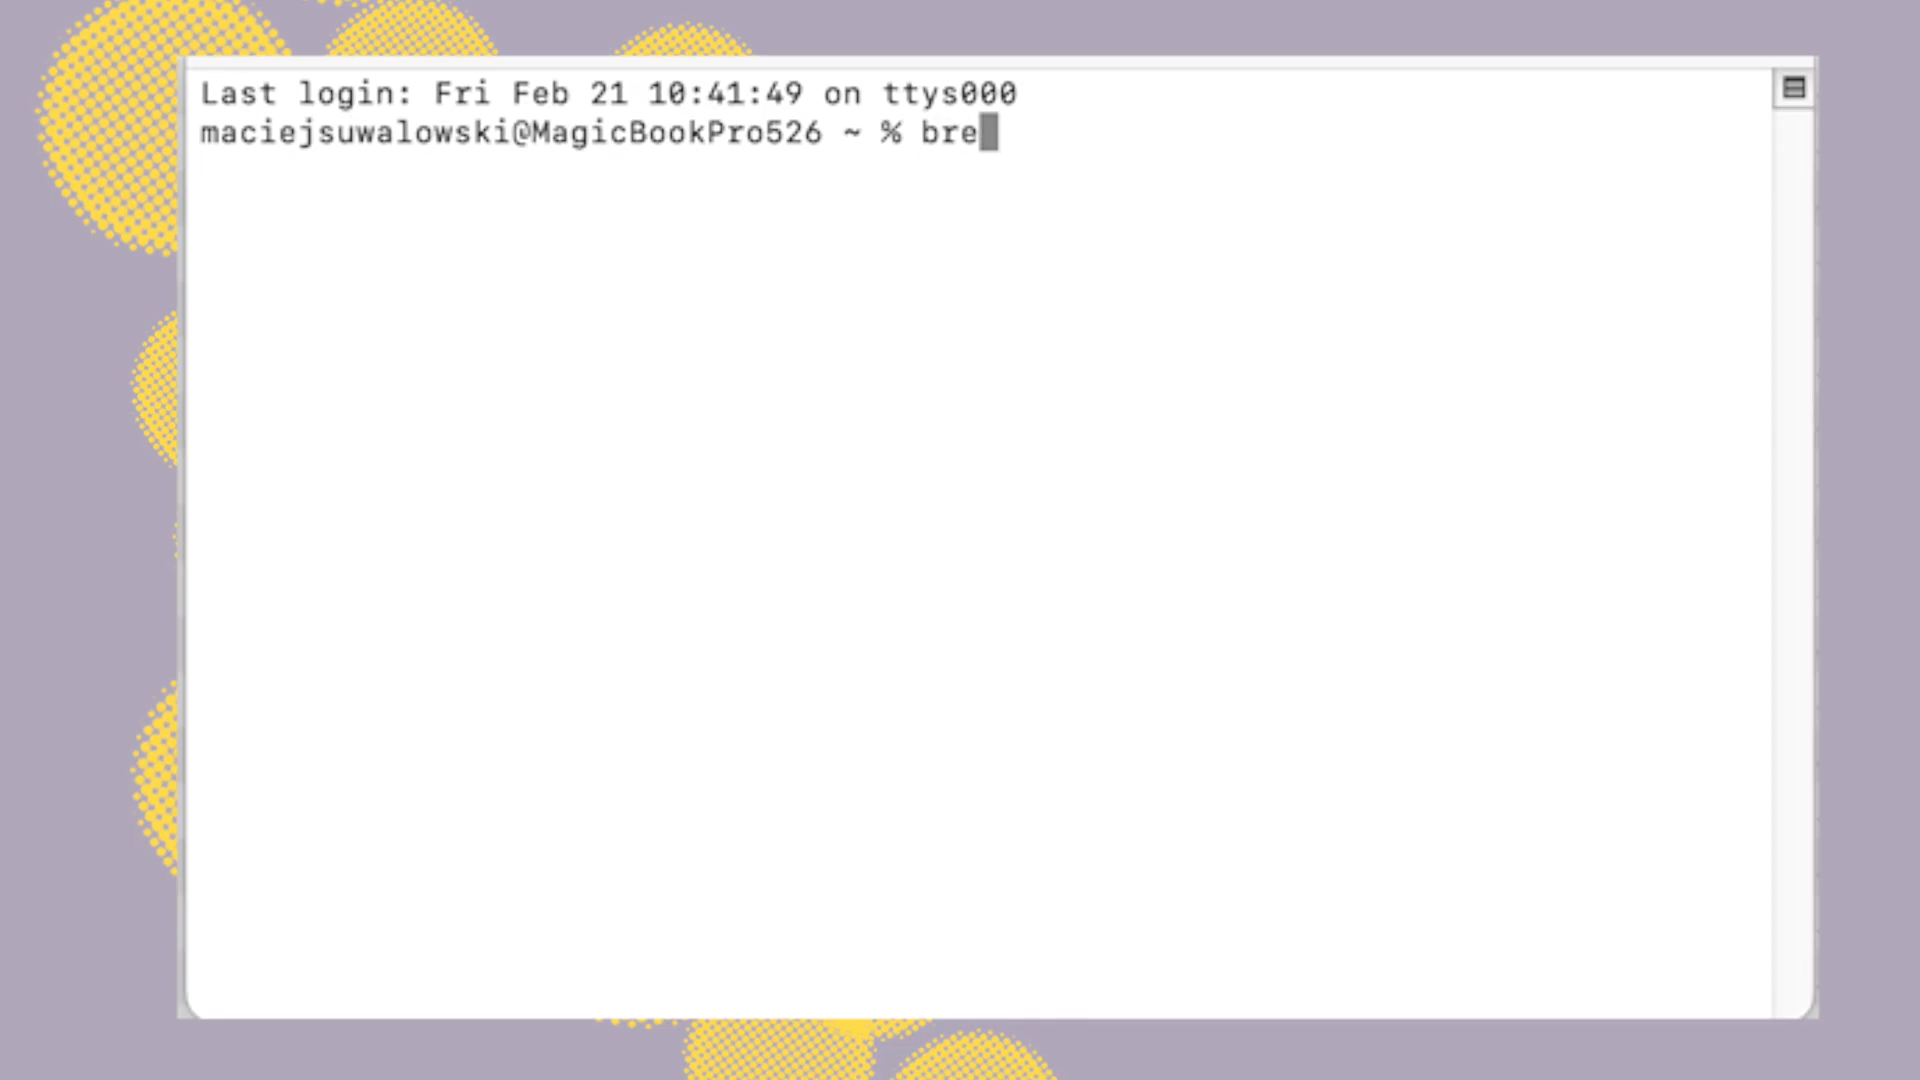 Last login: Fri Feb 21 10:41:49 on ttys000
maciejsuwalowski@MagicBookPro526 ~ % bre